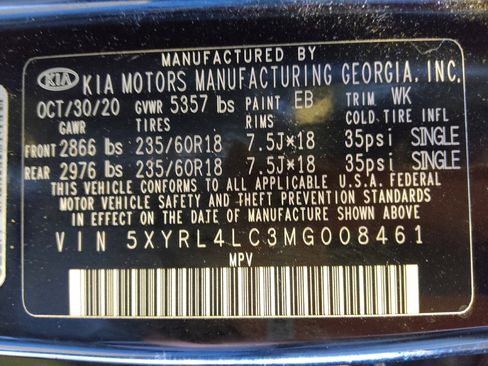 MANUFACTURED BY
KIA KIA MOTORS MANUFACTURING GEORGIA, INC.
OCT/30/20 GVWR 5357 lbs PAINT EB TRIM WK
GAWR TIRES RIMS COLD TIRE INFL
FRONT 2866 lbs 235/60R18 7.5J×18 35psi SINGLE
REAR 2976 lbs 235/60R18 7.5J×18 35psi SINGLE
THIS VEHICLE CONFORMS TO ALL APPLICABLE U.S.A. FEDERAL
MOTOR VEHICLE SAFETY AND THEFT PREVENTION STANDARDS
IN EFFECT ON THE DATE OF MANUFACTURE SHOWN ABOVE.
VIN 5XYRL4LC3MG008461
MPV